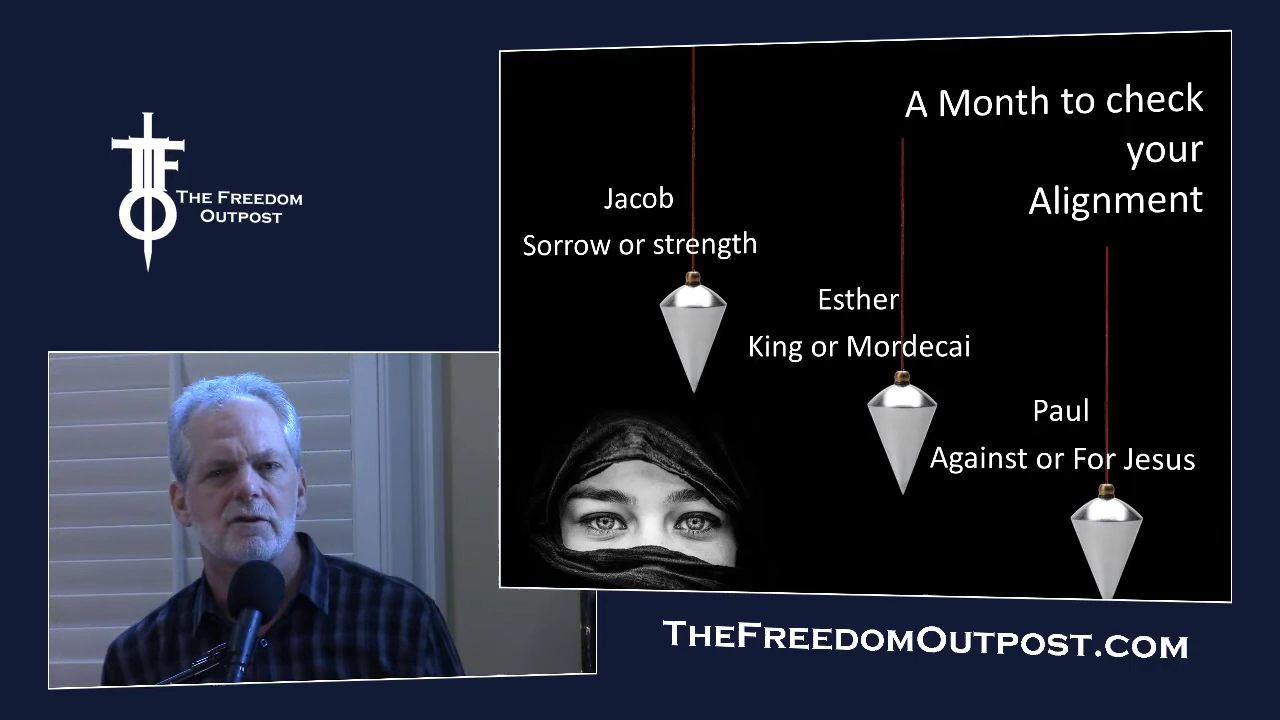 TF
THE FREEDOM
OUTPOST
A Month to check
your
Alignment
Jacob
Sorrow or strength
Esther
King or Mordecai
Paul
Against or For Jesus
THEFREEDOMOUTPOST.COM